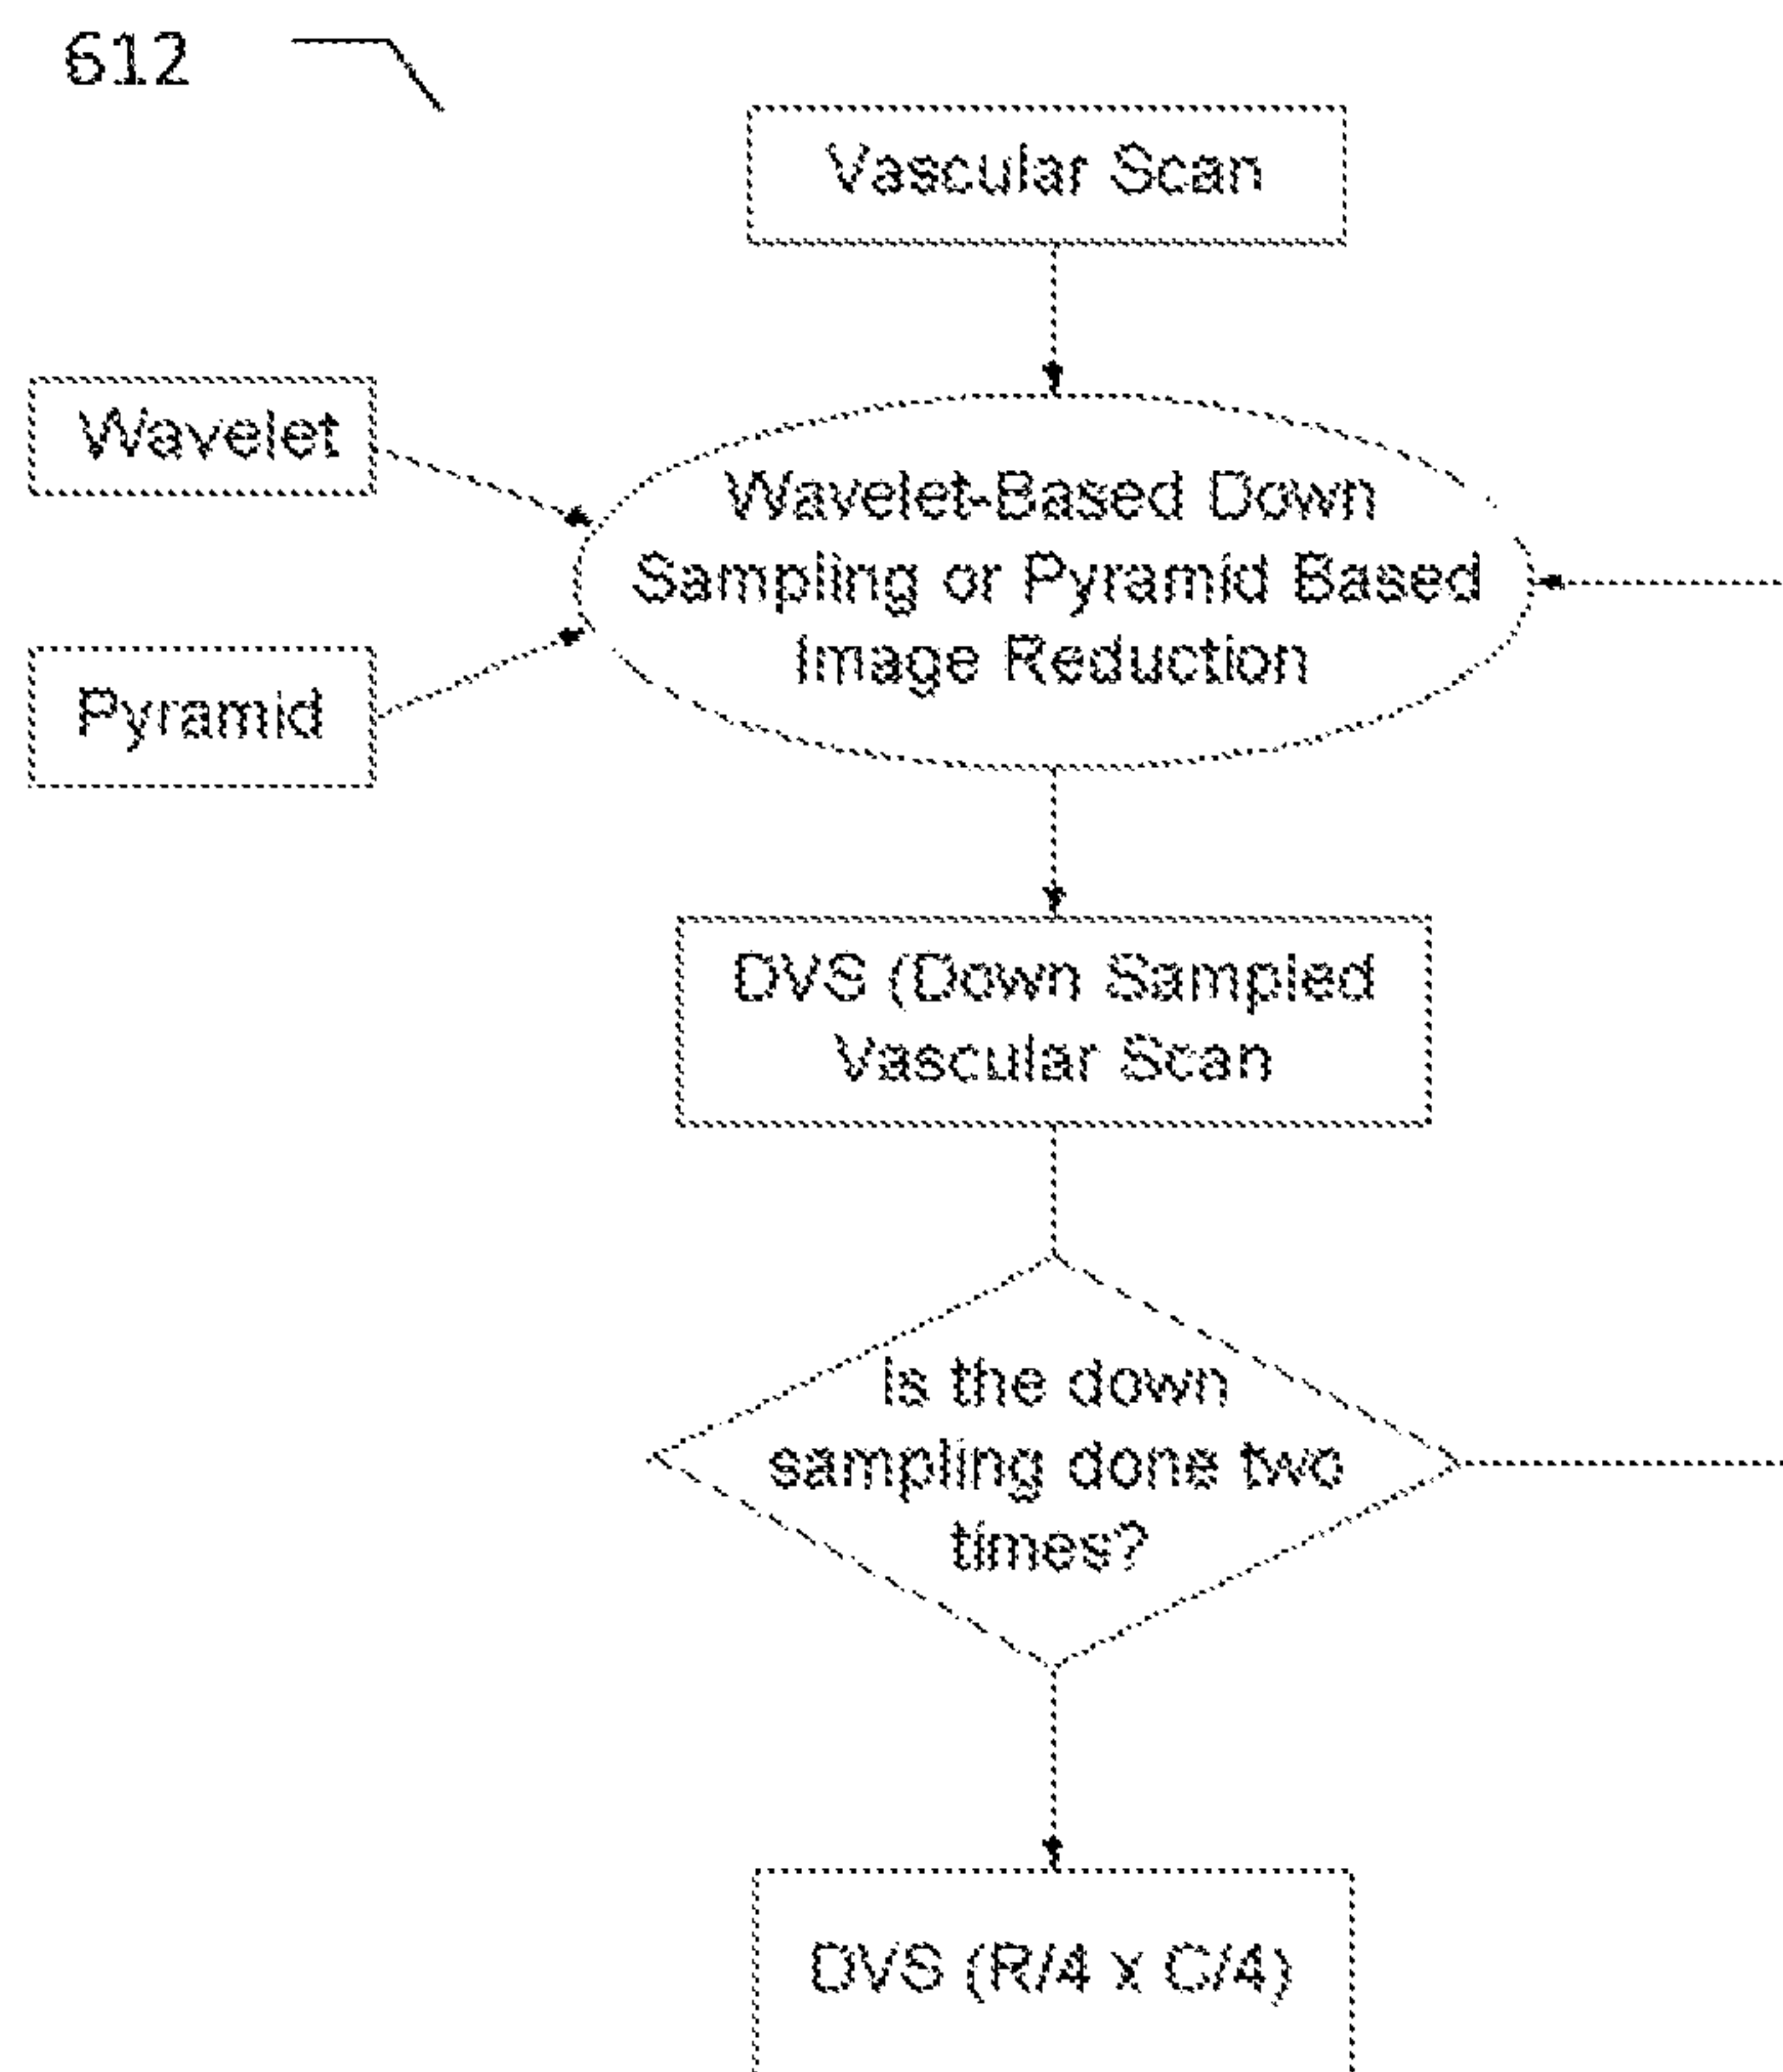 612
Vascular Scan
Wavelet
Wavelet-Based Down
Sampling or Pyramid Based
Image Reduction
Pyramid
DVS (Down Sampled
Vascular Scan
Is the down
sampling done two
times?
DVS (R/4 x C/4)